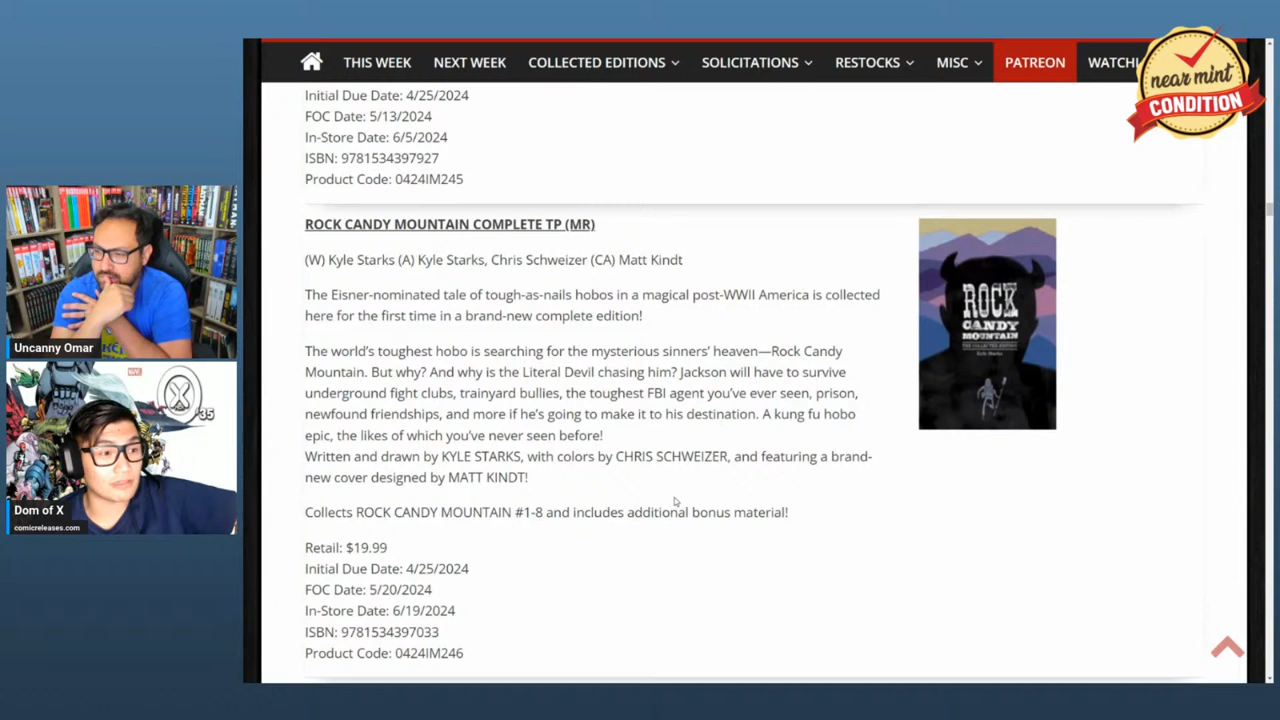 THIS WEEK NEXT WEEK COLLECTED EDITIONS SOLICITATIONS RESTOCKS MISC PATREON WATCHL
near mint
CONDITION
Initial Due Date: 4/25/2024
FOC Date: 5/13/2024
In-Store Date: 6/5/2024
ISBN: 9781534397927
Product Code: 0424IM245
ROCK CANDY MOUNTAIN COMPLETE TP (MR)
(W) Kyle Starks (A) Kyle Starks, Chris Schweizer (CA) Matt Kindt
The Eisner-nominated tale of tough-as-nails hobos in a magical post-WWII America is collected
here for the first time in a brand-new complete edition!
The world’s toughest hobo is searching for the mysterious sinners’ heaven—Rock Candy
Mountain. But why? And why is the Literal Devil chasing him? Jackson will have to survive
underground fight clubs, trainyard bullies, the toughest FBI agent you’ve ever seen, prison,
newfound friendships, and more if he’s going to make it to his destination. A kung fu hobo
epic, the likes of which you’ve never seen before!
Written and drawn by KYLE STARKS, with colors by CHRIS SCHWEIZER, and featuring a brand-
new cover designed by MATT KINDT!
Collects ROCK CANDY MOUNTAIN #1-8 and includes additional bonus material!
Retail: $19.99
Initial Due Date: 4/25/2024
FOC Date: 5/20/2024
In-Store Date: 6/19/2024
ISBN: 9781534397033
Product Code: 0424IM246
ROCK
CANDY
MOUNTAIN
THE COLLECTED EDITION
Kyle Starks
Uncanny Omar
MARVEL
X
35
Dom of X
comicreleases.com